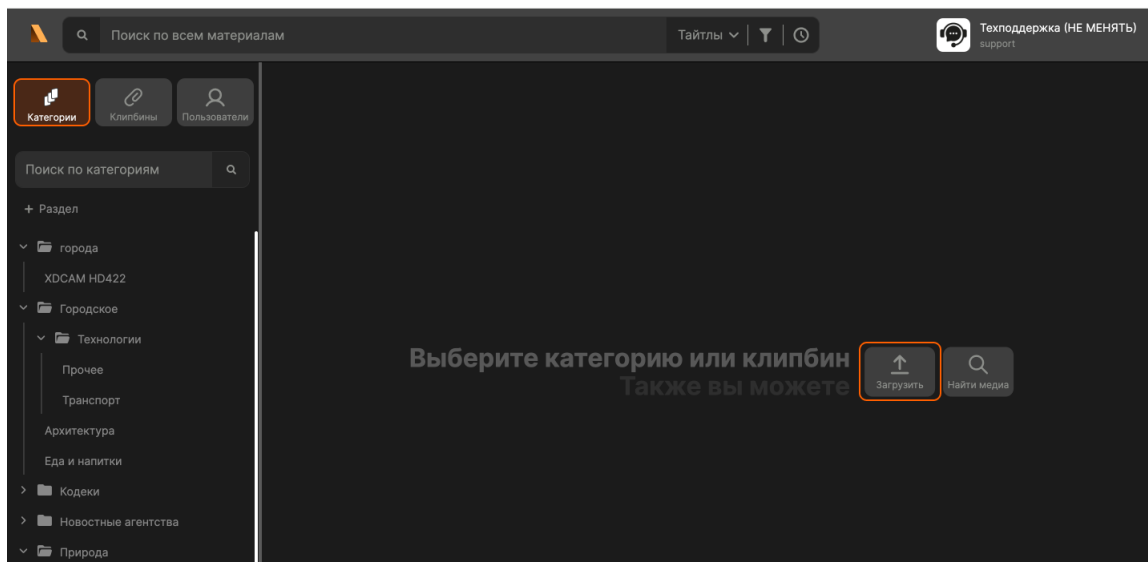 Поиск по всем материалам
Тайтлы
Техподдержка (НЕ МЕНЯТЬ)
support
Категории
Клипбины
Пользователи
Поиск по категориям
+ Раздел
города
XDCAM HD422
Городское
Технологии
Прочее
Транспорт
Архитектура
Еда и напитки
Кодеки
Новостные агентства
Природа
Выберите категорию или клипбин
Также вы можете
Загрузить
Найти медиа